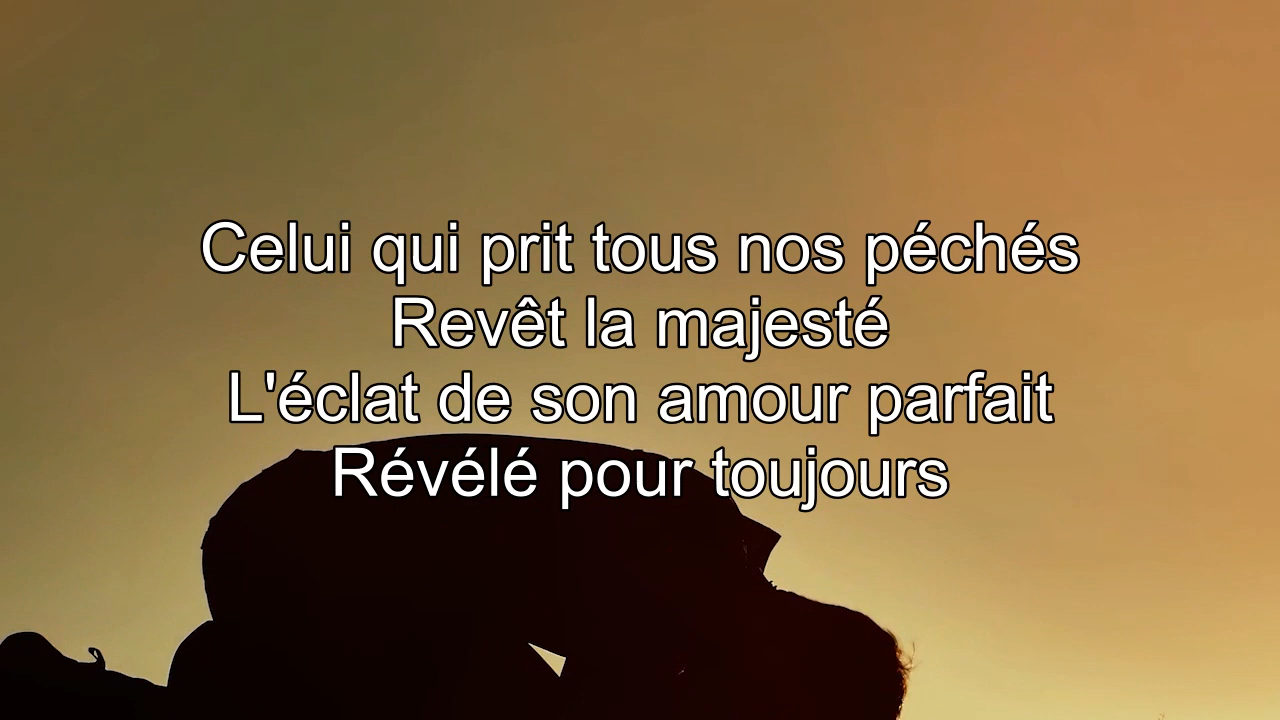 Celui qui prit tous nos péchés
Revêt la majesté
L'éclat de son amour parfait
Révélé pour toujours